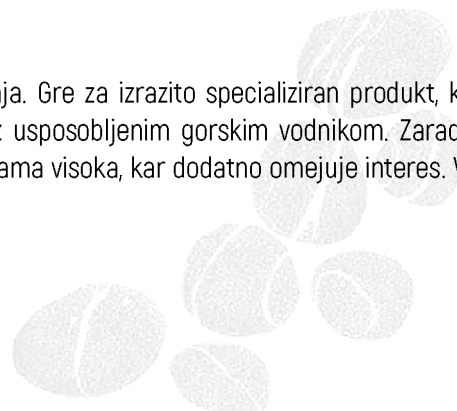 ja. Gre za izrazito specializiran produkt, k
z usposobljenim gorskim vodnikom. Zarad
ama visoka, kar dodatno omejuje interes. V